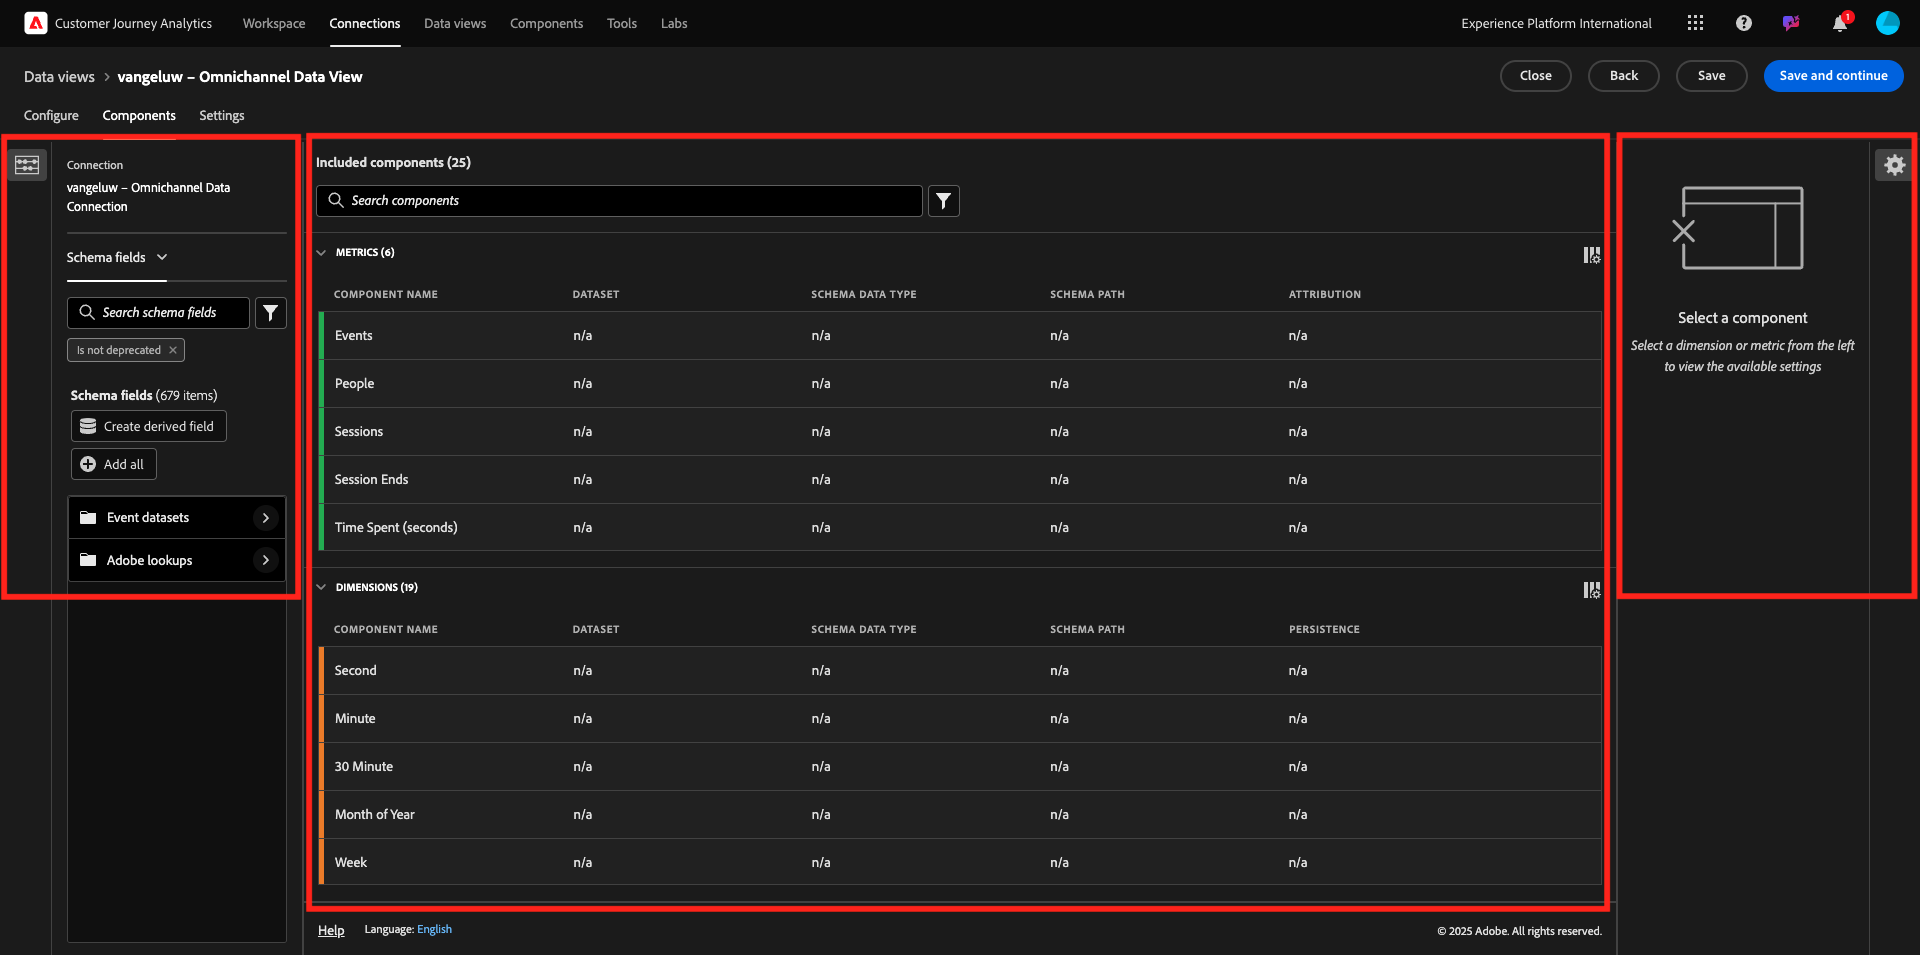 Customer Journey Analytics Workspace Connections Data views Components Tools Labs Experience Platform International 1
Data views > vangeluw – Omnichannel Data View Close Back Save Save and continue
Configure Components Settings
Connection
vangeluw – Omnichannel Data
Connection
Schema fields
Search schema fields
Is not deprecated
Schema fields (679 items)
Create derived field
Add all
Event datasets
Adobe lookups
Included components (25)
Search components
METRICS (6)
COMPONENT NAME DATASET SCHEMA DATA TYPE SCHEMA PATH ATTRIBUTION
Events n/a n/a n/a n/a
People n/a n/a n/a n/a
Sessions n/a n/a n/a n/a
Session Ends n/a n/a n/a n/a
Time Spent (seconds) n/a n/a n/a n/a
DIMENSIONS (19)
COMPONENT NAME DATASET SCHEMA DATA TYPE SCHEMA PATH PERSISTENCE
Second n/a n/a n/a n/a
Minute n/a n/a n/a n/a
30 Minute n/a n/a n/a n/a
Month of Year n/a n/a n/a n/a
Week n/a n/a n/a n/a
Select a component
Select a dimension or metric from the left
to view the available settings
Help Language: English © 2025 Adobe. All rights reserved.